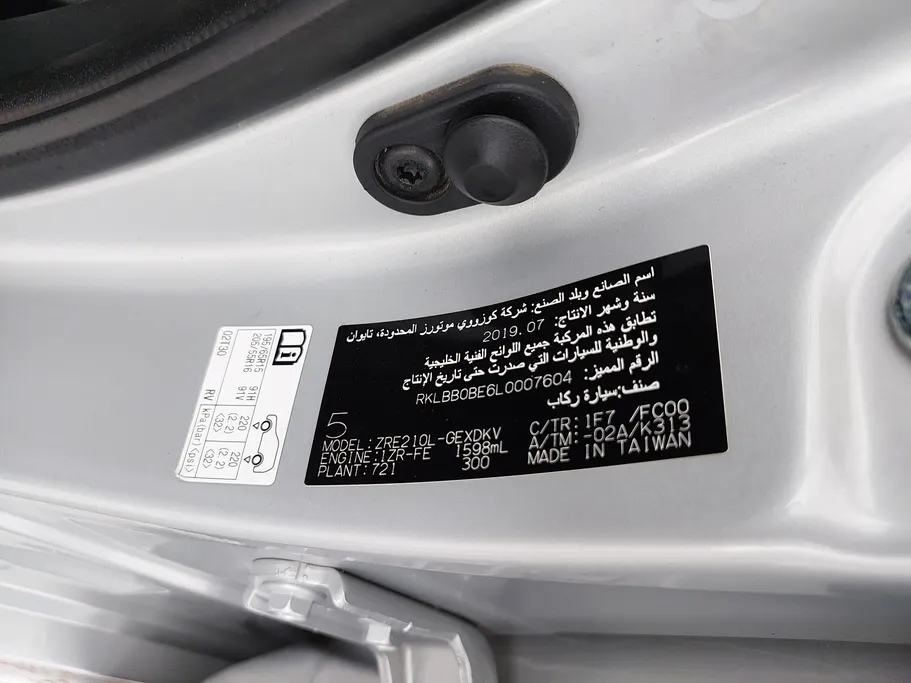 اسم الصانع وبلد الصنع: شركة كوزووي موتورز المحدودة، تايوان
سنة وشهر الانتاج: 2019.07
تطابق هذه المركبة جميع اللوائح الفنية الخليجية
والوطنية للسيارات التي صدرت حتى تاريخ الإنتاج
الرقم المميز: RKLBB0BE6L0007604
صنف:سيارة ركاب
5
MODEL: ZRE210L-GEXDKV C/TR: 1F7 /FC00
ENGINE:1ZR-FE 1598mL A/TM: -02A/K313
PLANT: 721 300 MADE IN TAIWAN
195/65R15 91H 220 (2.2) <32> 220 (2.2) <32>
205/55R16 91V
02T30 RV kPa(bar)<psi>